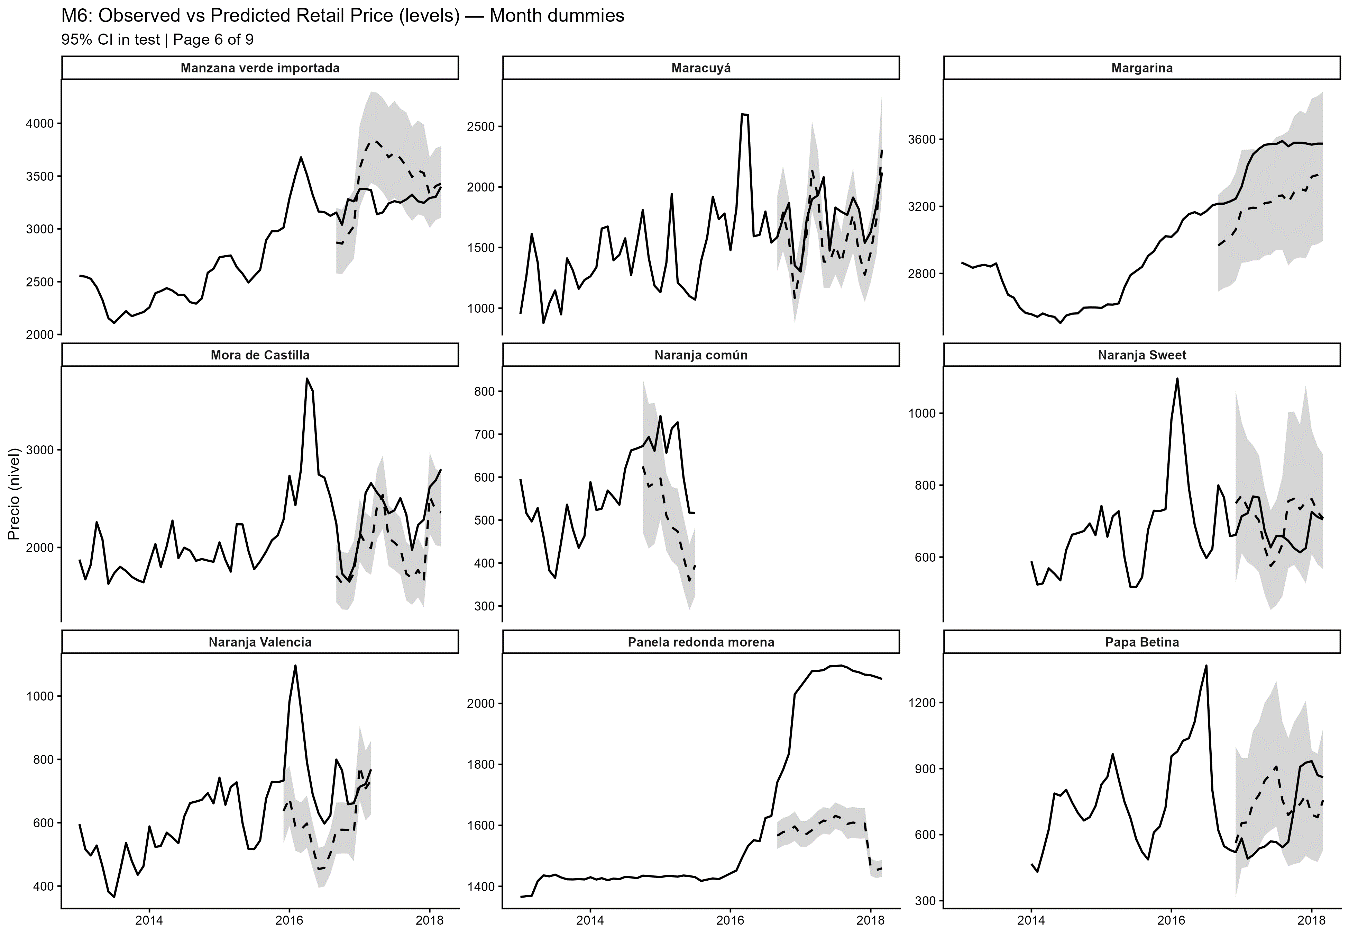 M6: Observed vs Predicted Retail Price (levels) — Month dummies
95% CI in test | Page 6 of 9
Manzana verde importada
Maracuyá
Margarina
4000
3500
3000
2500
2000
2500
2000
1500
1000
3600
3200
2800
Mora de Castilla
Naranja común
Naranja Sweet
Precio (nivel)
3000
2000
800
700
600
500
400
300
1000
800
600
Naranja Valencia
Panela redonda morena
Papa Betina
1000
800
600
400
2000
1800
1600
1400
1200
900
600
300
2014 2016 2018
2014 2016 2018
2014 2016 2018